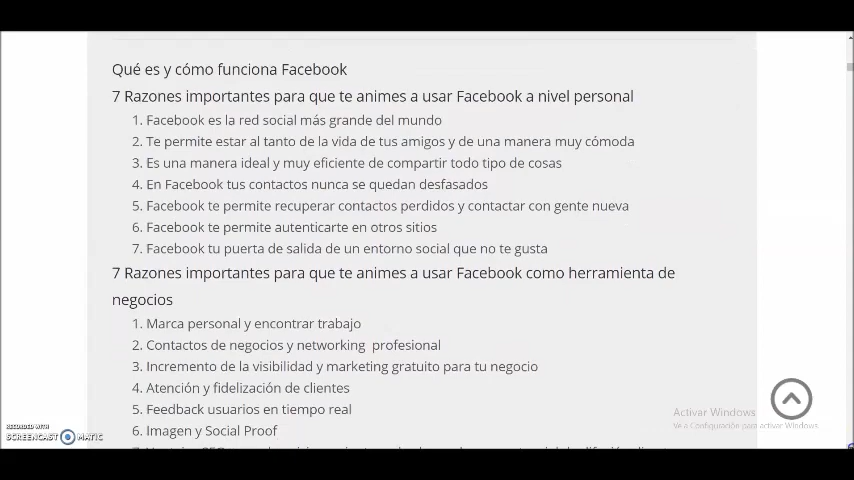 Qué es y cómo funciona Facebook
7 Razones importantes para que te animes a usar Facebook a nivel personal
1. Facebook es la red social más grande del mundo
2. Te permite estar al tanto de la vida de tus amigos y de una manera muy cómoda
3. Es una manera ideal y muy eficiente de compartir todo tipo de cosas
4. En Facebook tus contactos nunca se quedan desfasados
5. Facebook te permite recuperar contactos perdidos y contactar con gente nueva
6. Facebook te permite autenticarte en otros sitios
7. Facebook tu puerta de salida de un entorno social que no te gusta
7 Razones importantes para que te animes a usar Facebook como herramienta de
negocios
1. Marca personal y encontrar trabajo
2. Contactos de negocios y networking profesional
3. Incremento de la visibilidad y marketing gratuito para tu negocio
4. Atención y fidelización de clientes
5. Feedback usuarios en tiempo real
6. Imagen y Social Proof
Activar Windows
Ve a Configuración para activar Windows.
RECORDED WITH
SCREENCAST MATIC